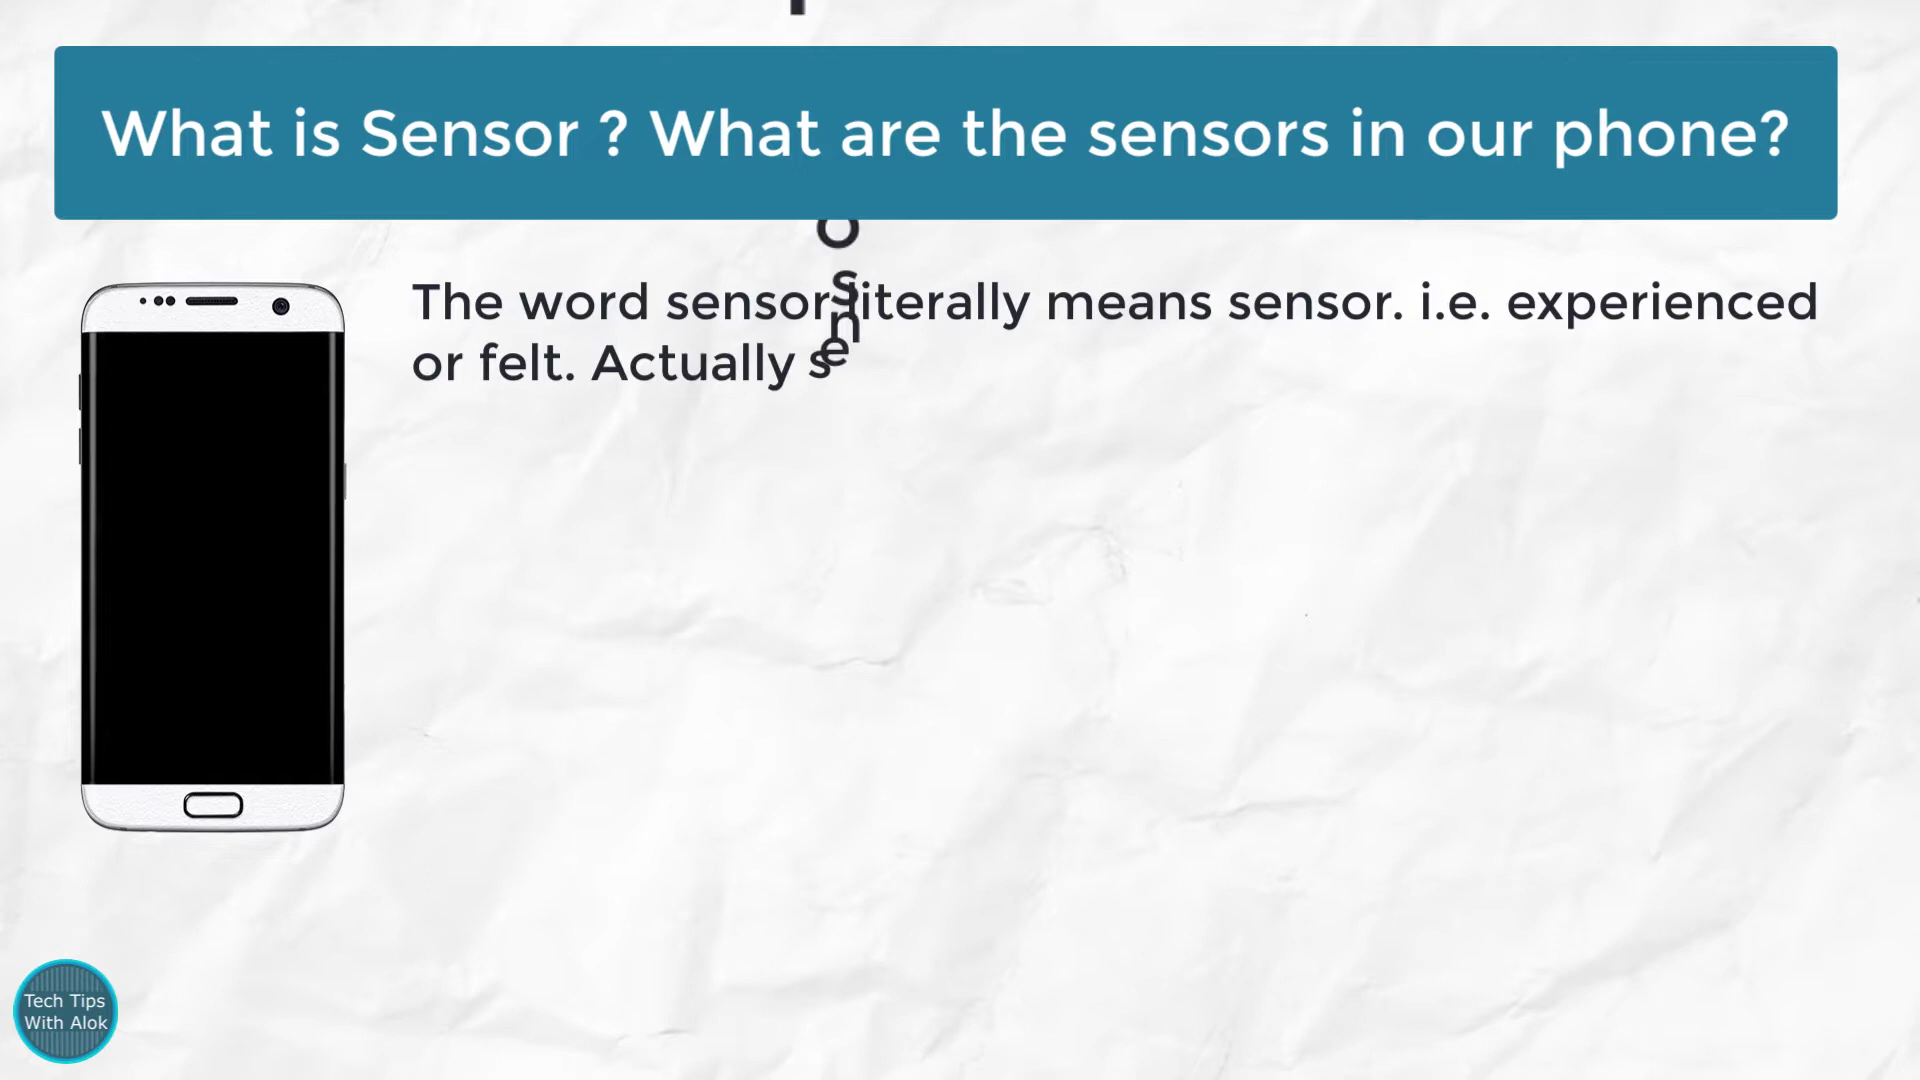 What is Sensor ? What are the sensors in our phone?
The word sensor literally means sensor. i.e. experienced
or felt. Actually senso
Tech Tips
With Alok